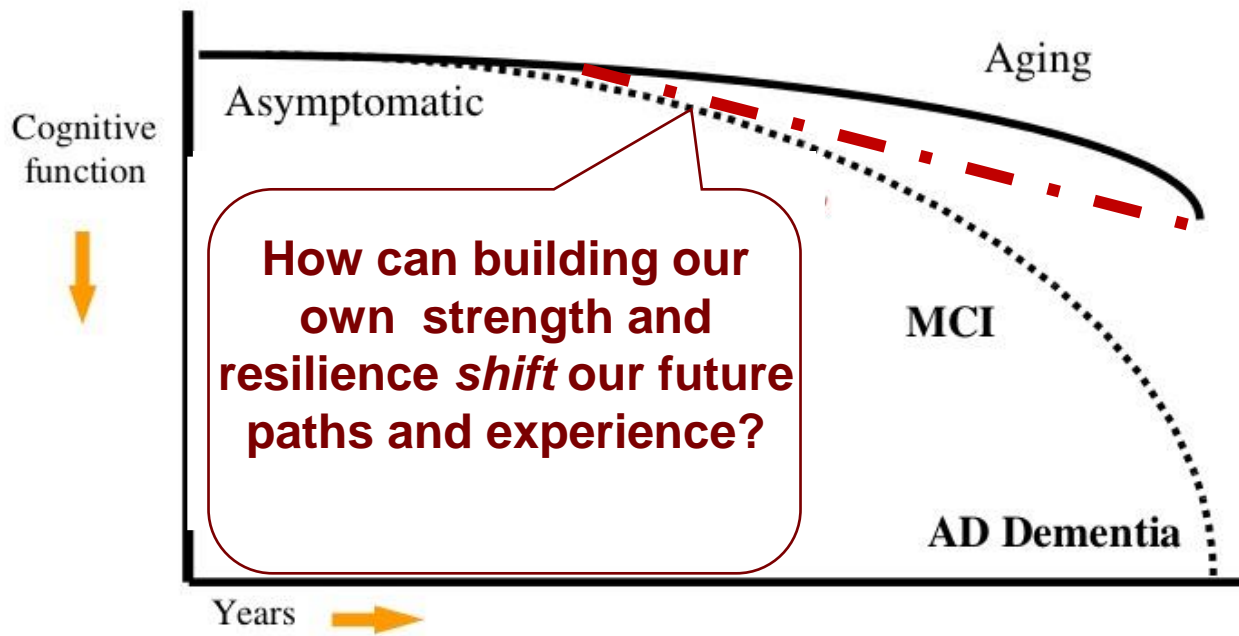 Aging
Asymptomatic
Cognitive
function
How can building our
own strength and
resilience shift our future
paths and experience?
MCI
AD Dementia
Years